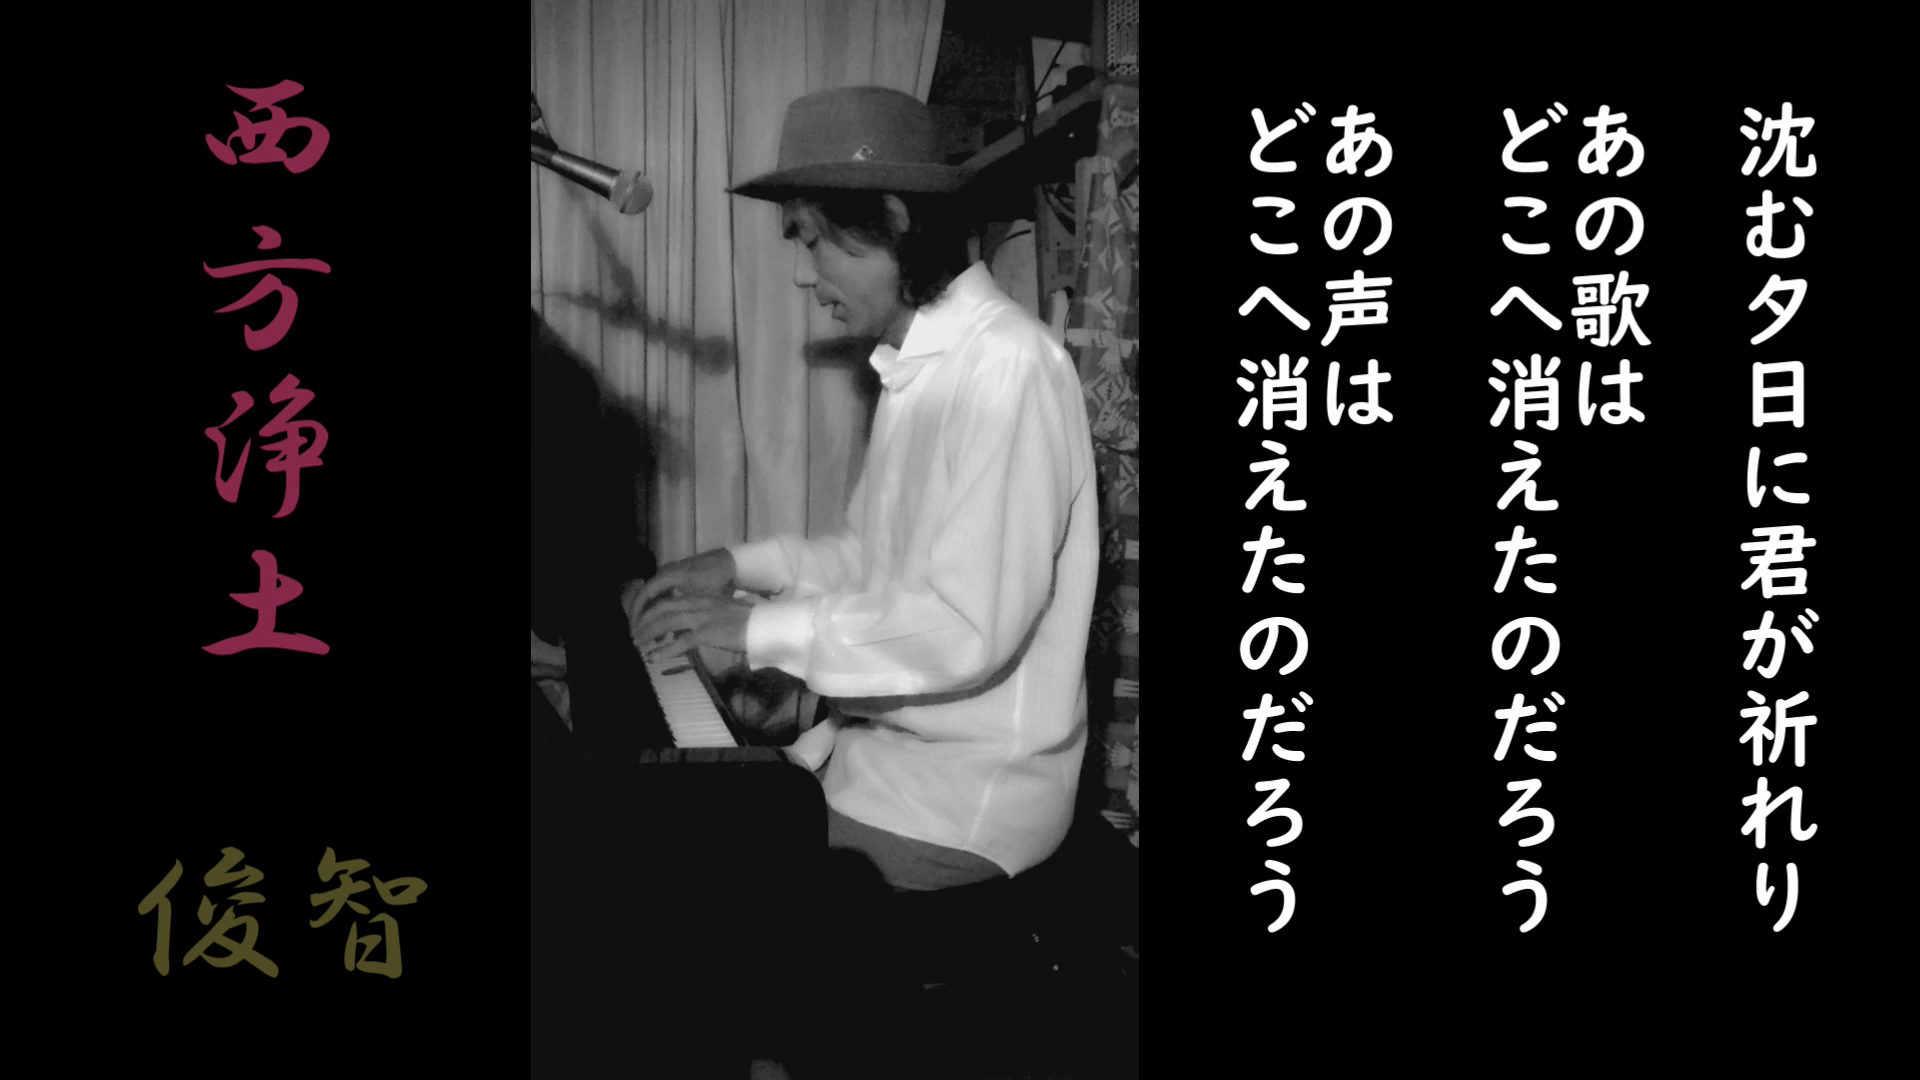 沈む夕日に君が祈れり
あの歌は
どこへ消えたのだろう
あの声は
どこへ消えたのだろう
西方浄土
俊智